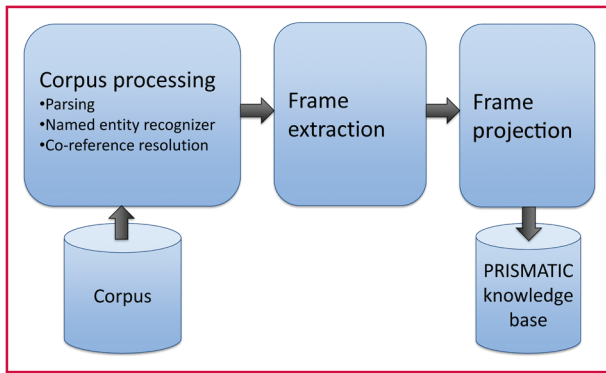 Corpus processing
•Parsing
•Named entity recognizer
•Co-reference resolution
Frame
extraction
Frame
projection
Corpus
PRISMATIC
knowledge
base